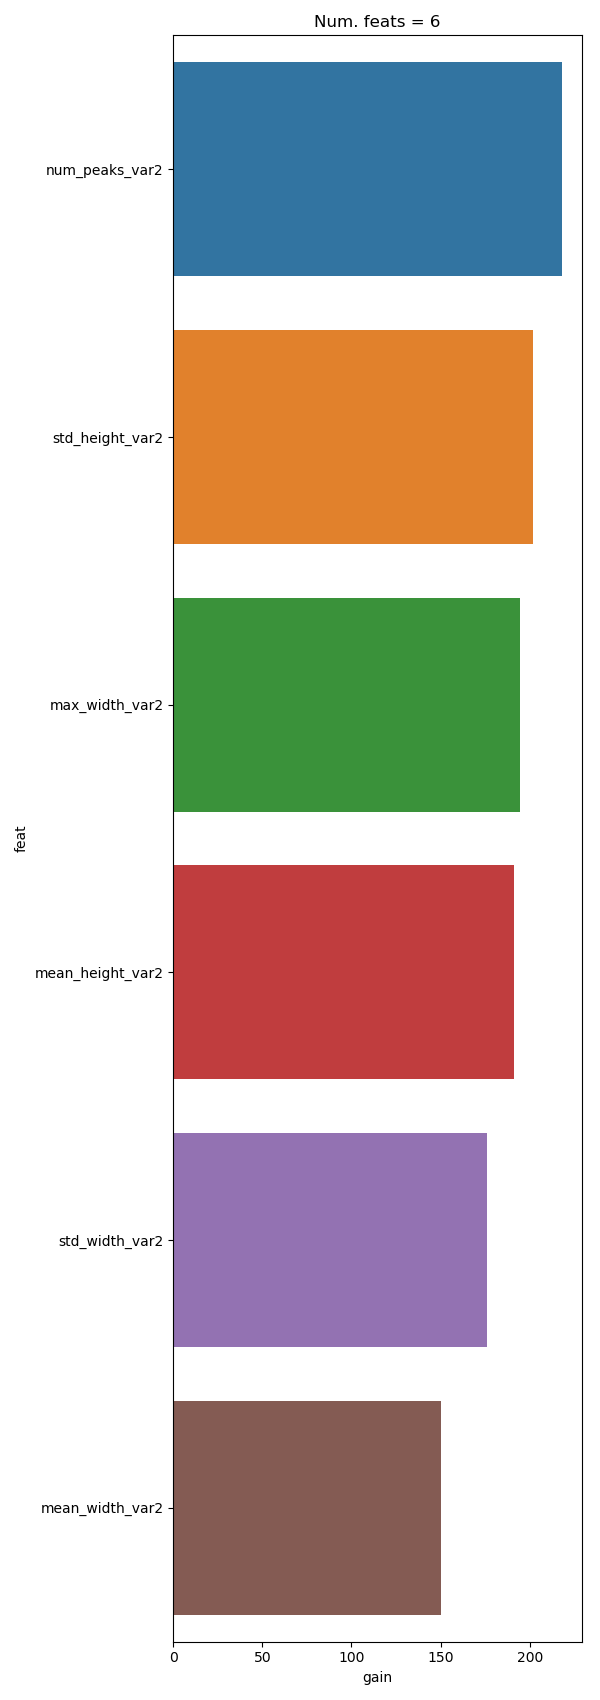 Num. feats = 6
num_peaks_var2
std_height_var2
max_width_var2
feat
mean_height_var2
std_width_var2
mean_width_var2
0 50 100 150 200
gain